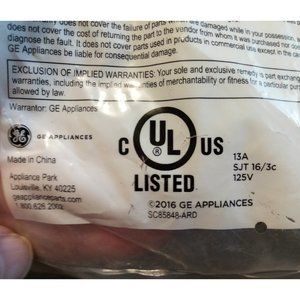 does not cover the failure of parts which are damaged while in your possession,
does not cover the cost of returning the part to the vendor from whom it was purchased nor cost
diagnose the fault. It does not cover parts used in products in commercial use except in the case
GE Appliances be liable for consequential damage.
EXCLUSION OF IMPLIED WARRANTIES: Your sole and exclusive remedy is part exchange
warranties, including the implied warranties of merchantability or fitness for a particular purpose
allowed by law.
Warrantor: GE Appliances
GE APPLIANCES
C UL® US
LISTED
Made in China
13A
SJT 16/3c
125V
Appliance Park
Louisville, KY 40225
geapplianceparts.com
1.800.626.2002
©2016 GE APPLIANCES
SC85848-ARD